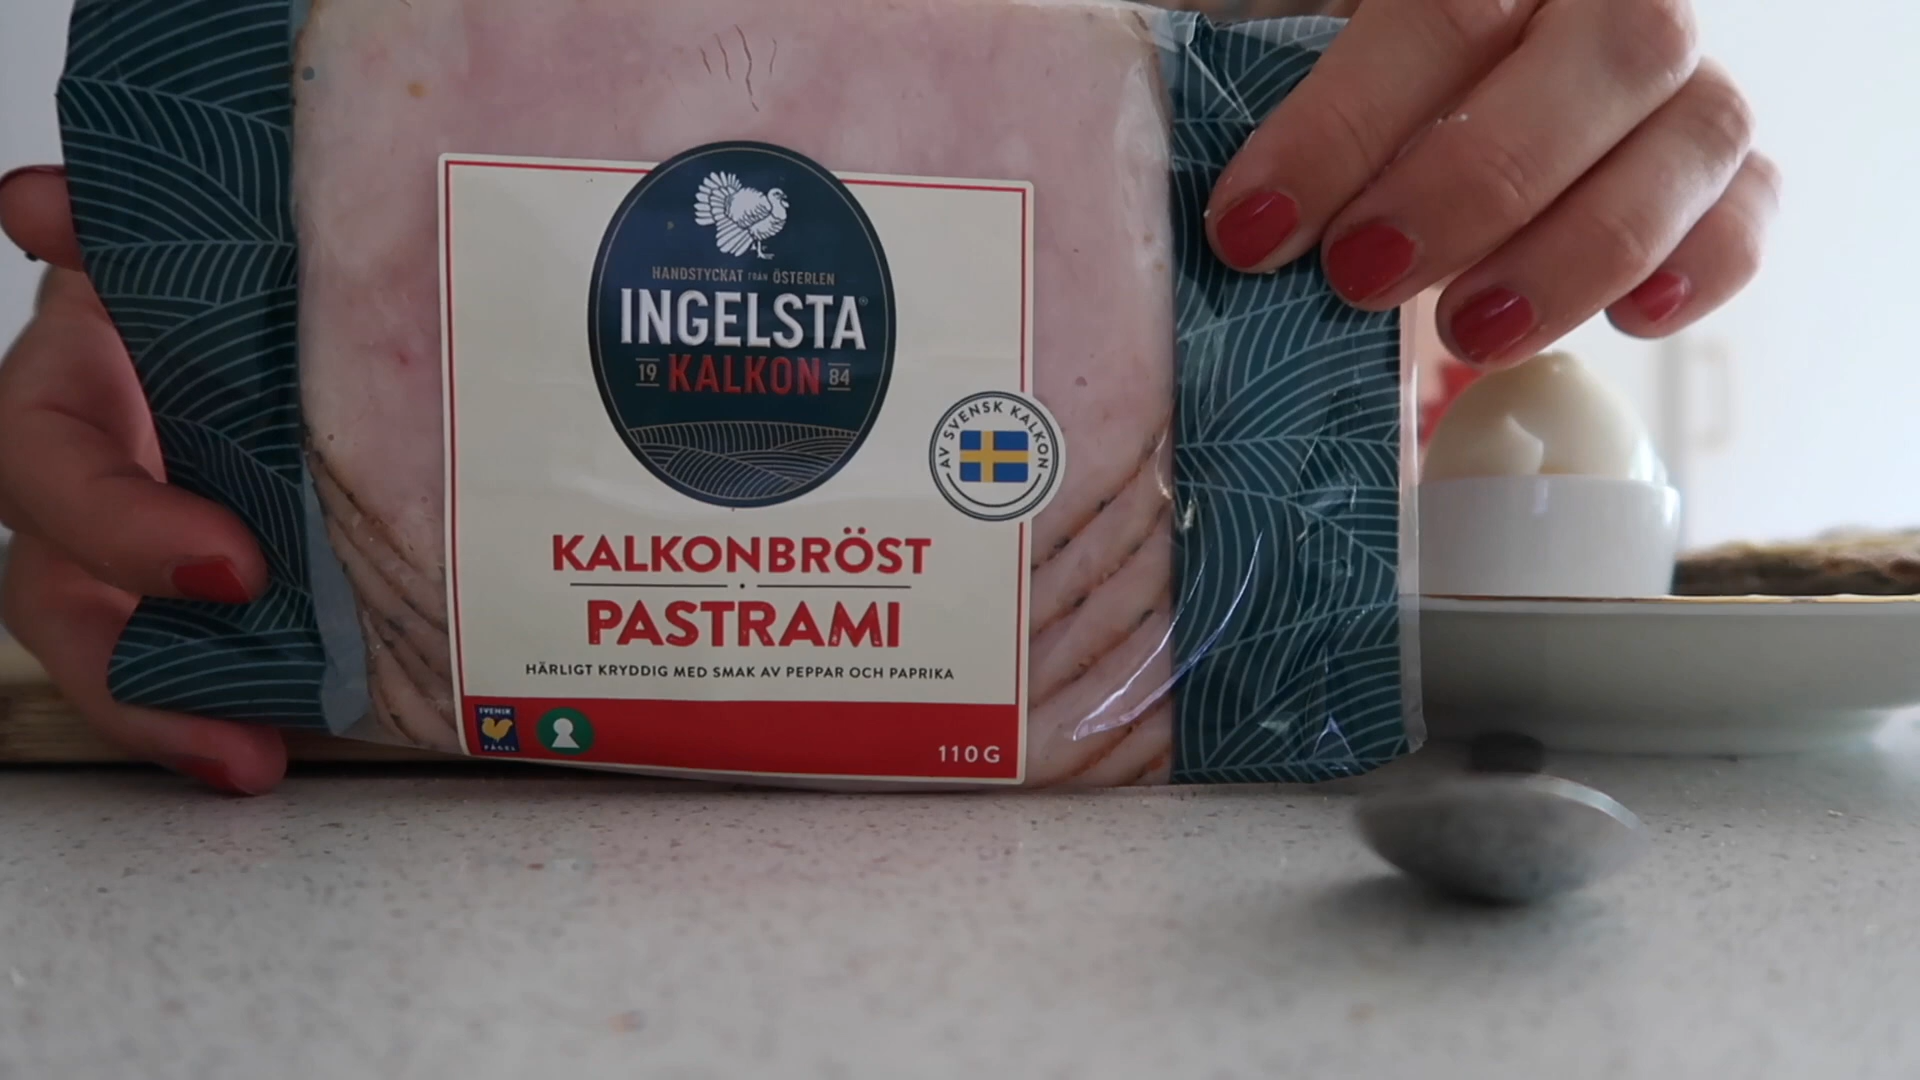 HANDSTYCKAT FRÅN ÖSTERLEN
INGELSTA®
19 KALKON 84
AV SVENSK KALKON
KALKONBRÖST
PASTRAMI
HÄRLIGT KRYDDIG MED SMAK AV PEPPAR OCH PAPRIKA
SVENSK
FÅGEL
110G